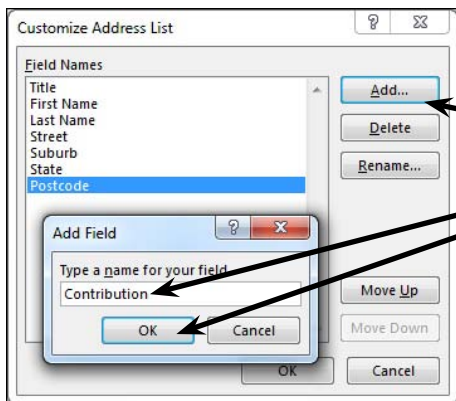 Customize Address List
Field Names
Title
First Name
Last Name
Street
Suburb
State
Postcode
Add...
Delete
Rename...
Add Field
Type a name for your field
Contribution
OK
Cancel
Move Up
Move Down
OK
Cancel